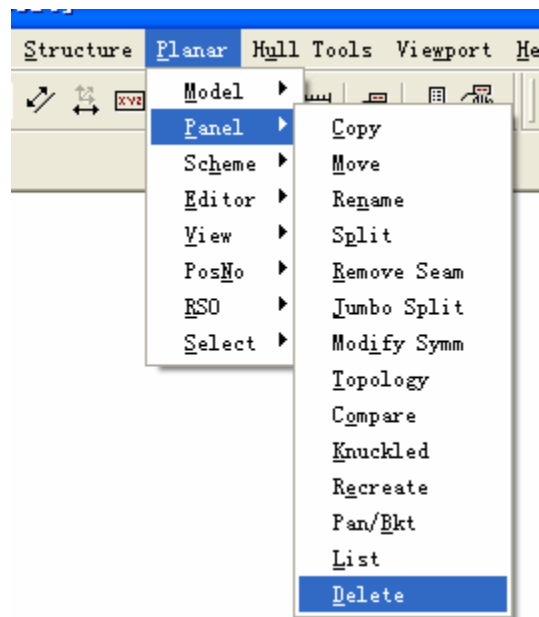 Structure Planar Hull Tools Viewport He
XYZ
Model
Panel
Scheme
Editor
View
PosNo
RSO
Select
Copy
Move
Rename
Split
Remove Seam
Jumbo Split
Modify Symm
Topology
Compare
Knuckled
Recreate
Pan/Bkt
List
Delete